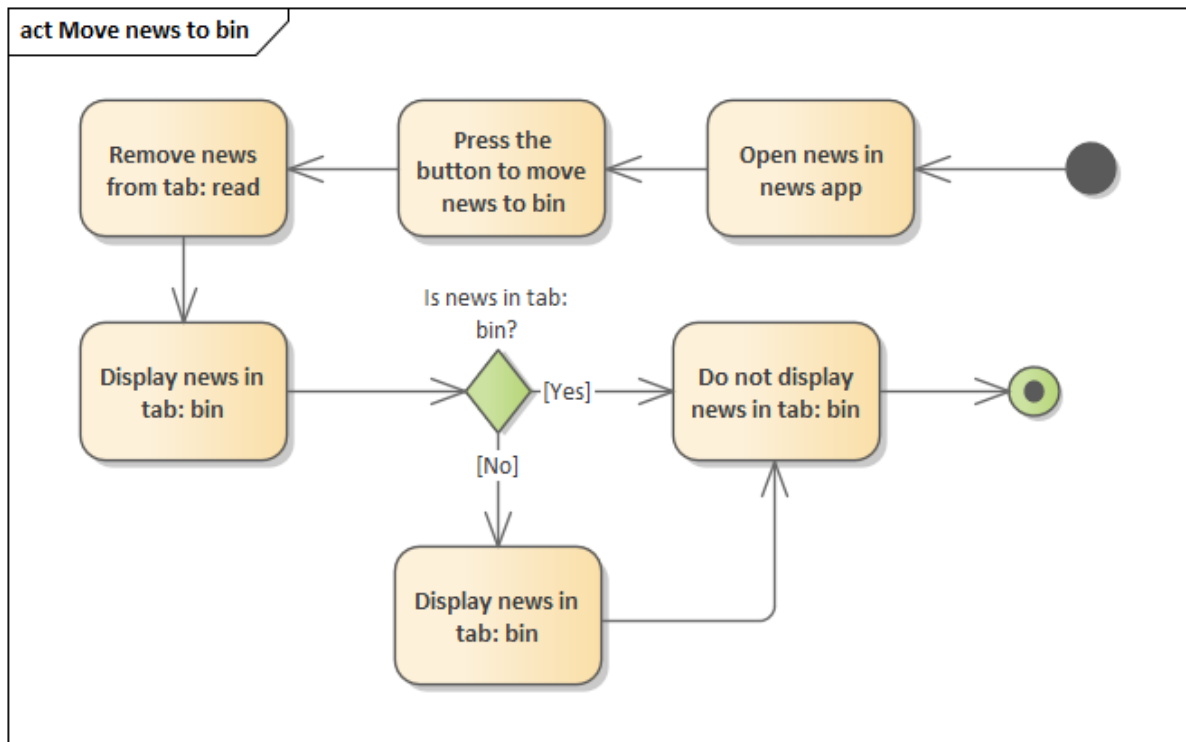 act Move news to bin
Open news in
news app
Press the
button to move
news to bin
Remove news
from tab: read
Display news in
tab: bin
Is news in tab:
bin?
[Yes]
Do not display
news in tab: bin
[No]
Display news in
tab: bin